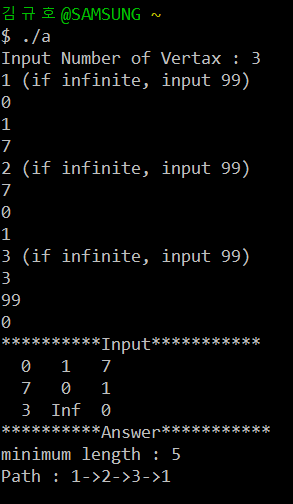 김규호@SAMSUNG ~
$ ./a
Input Number of Vertax : 3
1 (if infinite, input 99)
0
1
7
2 (if infinite, input 99)
7
0
1
3 (if infinite, input 99)
3
99
0
**********Input***********
0 1 7
7 0 1
3 Inf 0
**********Answer***********
minimum length : 5
Path : 1->2->3->1